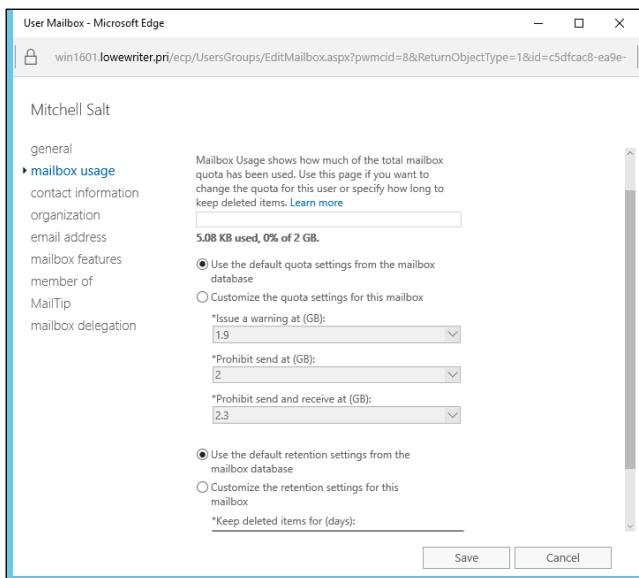 User Mailbox - Microsoft Edge
win1601.lowewriter.pri/ecp/UsersGroups/EditMailbox.aspx?pwmcid=8&ReturnObjectType=1&id=c5dfcac8-ea9e-
Mitchell Salt
general
mailbox usage
contact information
organization
email address
mailbox features
member of
MailTip
mailbox delegation
Mailbox Usage shows how much of the total mailbox
quota has been used. Use this page if you want to
change the quota for this user or specify how long to
keep deleted items. Learn more
5.08 KB used, 0% of 2 GB.
Use the default quota settings from the mailbox
database
Customize the quota settings for this mailbox
*Issue a warning at (GB):
1.9
*Prohibit send at (GB):
2
*Prohibit send and receive at (GB):
2.3
Use the default retention settings from the
mailbox database
Customize the retention settings for this
mailbox
*Keep deleted items for (days):
Save
Cancel